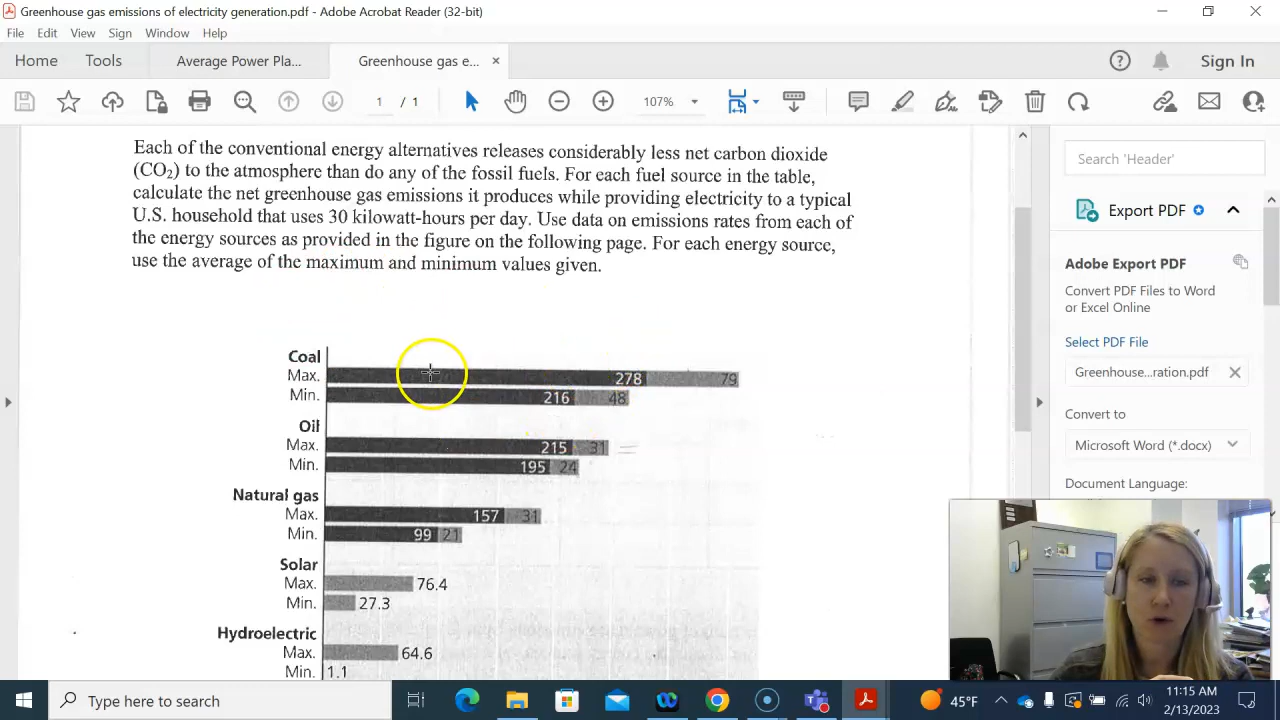 Greenhouse gas emissions of electricity generation.pdf - Adobe Acrobat Reader (32-bit)
File Edit View Sign Window Help
Home Tools Average Power Pla... Greenhouse gas e... × Sign In
1 / 1 107%
Each of the conventional energy alternatives releases considerably less net carbon dioxide
(CO₂) to the atmosphere than do any of the fossil fuels. For each fuel source in the table,
calculate the net greenhouse gas emissions it produces while providing electricity to a typical
U.S. household that uses 30 kilowatt-hours per day. Use data on emissions rates from each of
the energy sources as provided in the figure on the following page. For each energy source,
use the average of the maximum and minimum values given.
Coal
Max. 278 79
Min. 216 48
Oil
Max. 215 31
Min. 195 24
Natural gas
Max. 157 31
Min. 99 21
Solar
Max. 76.4
Min. 27.3
Hydroelectric
Max. 64.6
Min. 1.1
Search 'Header'
Export PDF
Adobe Export PDF
Convert PDF Files to Word
or Excel Online
Select PDF File
Greenhouse...ration.pdf
Convert to
Microsoft Word (*.docx)
Document Language:
Type here to search
45°F
11:15 AM
2/13/2023